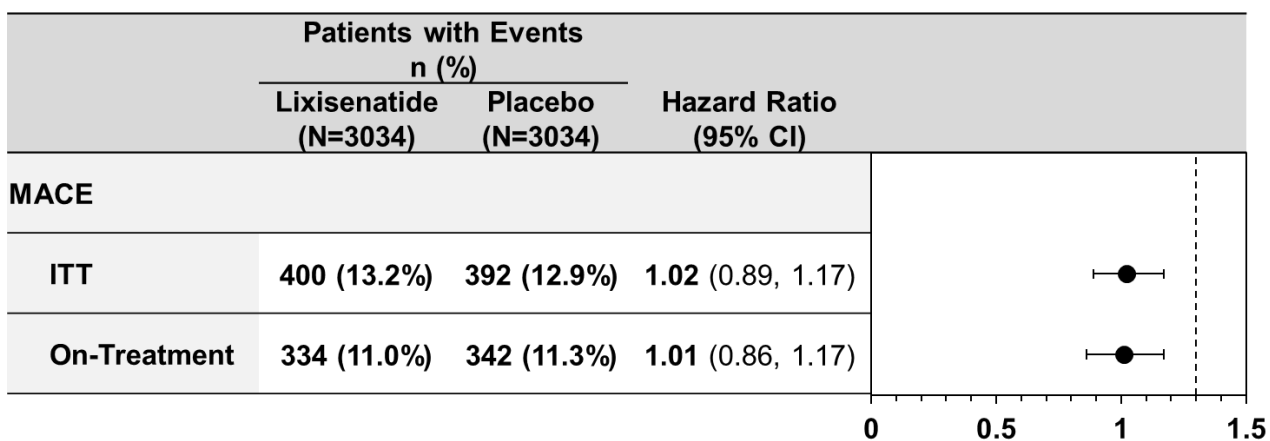 Patients with Events
n (%)
Lixisenatide Placebo Hazard Ratio
(N=3034) (N=3034) (95% CI)
MACE
ITT 400 (13.2%) 392 (12.9%) 1.02 (0.89, 1.17)
On-Treatment 334 (11.0%) 342 (11.3%) 1.01 (0.86, 1.17)
0 0.5 1 1.5